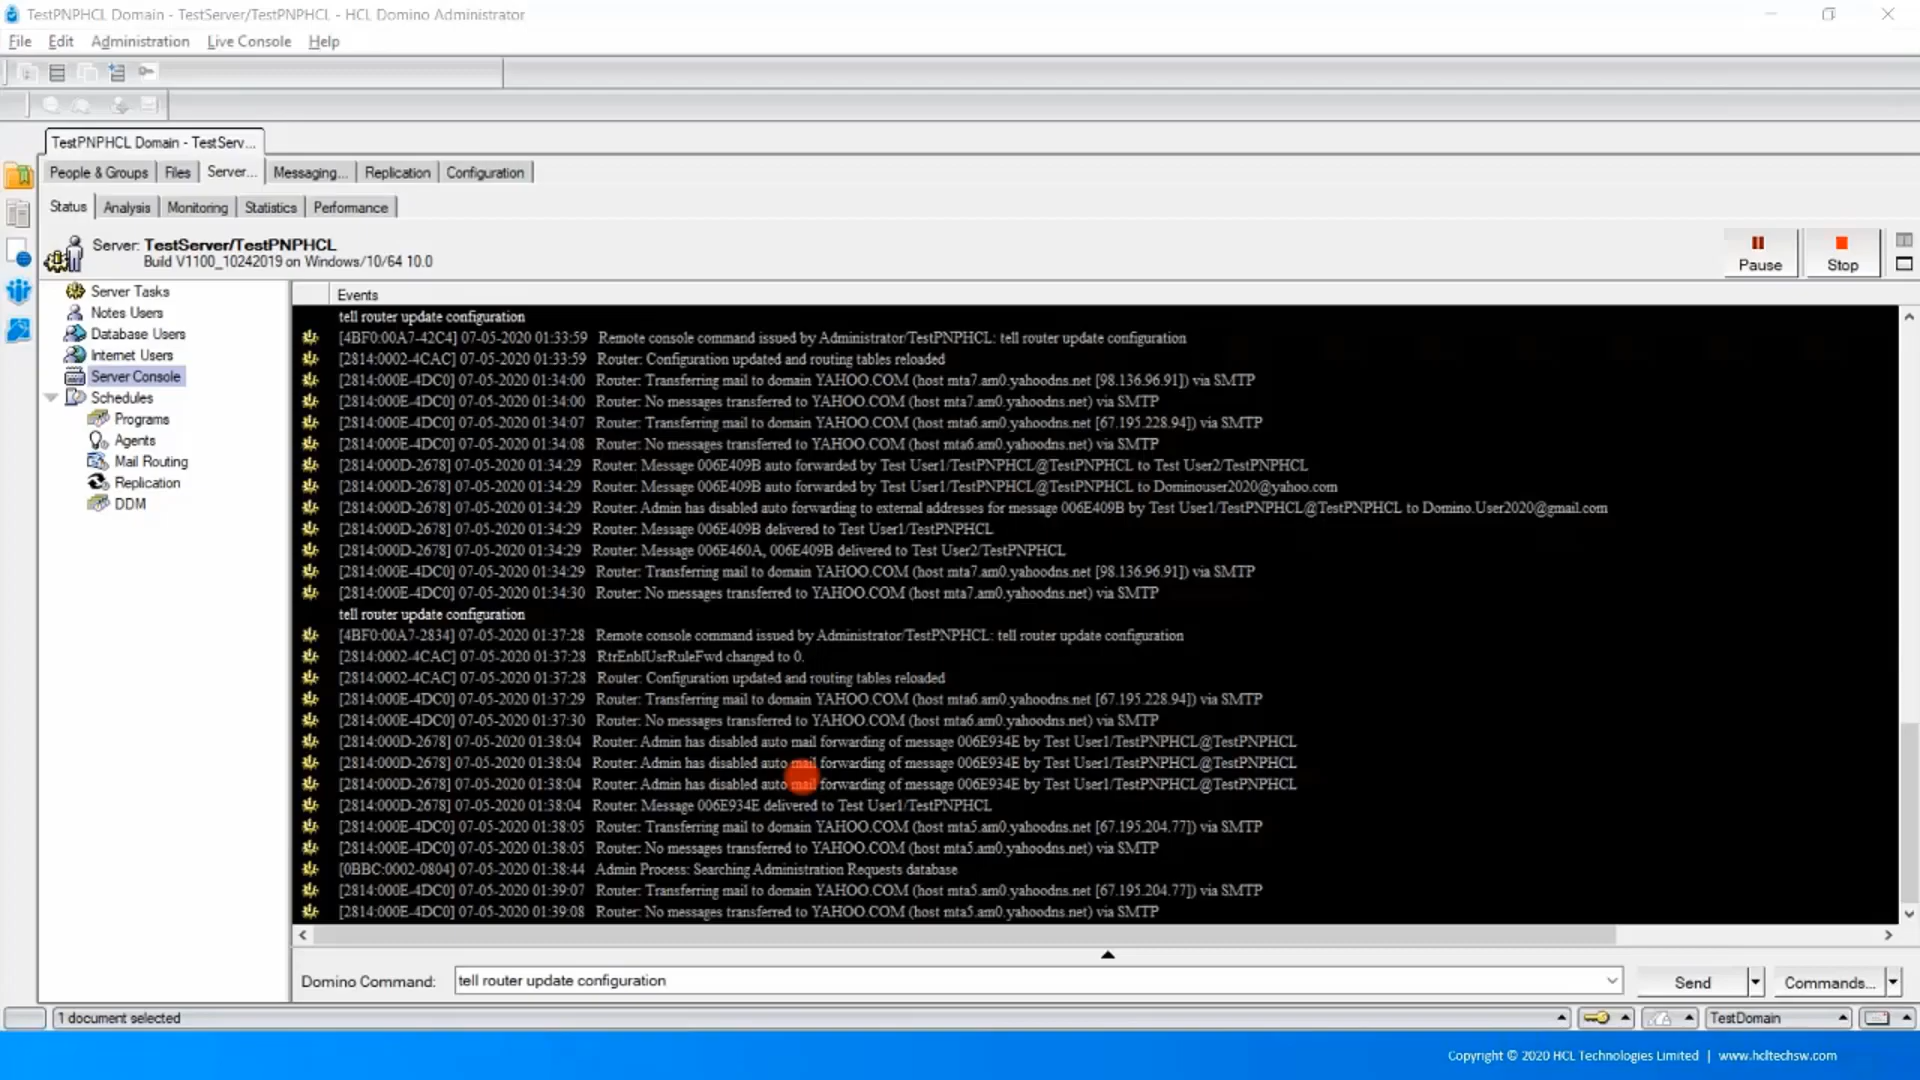 TestPNPHCL Domain - TestServer/TestPNPHCL - HCL Domino Administrator
File Edit Administration Live Console Help
TestPNPHCL Domain - TestServ...
People & Groups Files Server... Messaging... Replication Configuration
Status Analysis Monitoring Statistics Performance
Server: TestServer/TestPNPHCL
Build V1100_10242019 on Windows/10/64 10.0
Pause Stop
Server Tasks
Notes Users
Database Users
Internet Users
Server Console
Schedules
Programs
Agents
Mail Routing
Replication
DDM
Events
tell router update configuration
[4BF0:00A7-42C4] 07-05-2020 01:33:59 Remote console command issued by Administrator/TestPNPHCL: tell router update configuration
[2814:0002-4CAC] 07-05-2020 01:33:59 Router: Configuration updated and routing tables reloaded
[2814:000E-4DC0] 07-05-2020 01:34:00 Router: Transferring mail to domain YAHOO.COM (host mta7.am0.yahoodns.net [98.136.96.91]) via SMTP
[2814:000E-4DC0] 07-05-2020 01:34:00 Router: No messages transferred to YAHOO.COM (host mta7.am0.yahoodns.net) via SMTP
[2814:000E-4DC0] 07-05-2020 01:34:07 Router: Transferring mail to domain YAHOO.COM (host mta6.am0.yahoodns.net [67.195.228.94]) via SMTP
[2814:000E-4DC0] 07-05-2020 01:34:08 Router: No messages transferred to YAHOO.COM (host mta6.am0.yahoodns.net) via SMTP
[2814:000D-2678] 07-05-2020 01:34:29 Router: Message 006E409B auto forwarded by Test User1/TestPNPHCL@TestPNPHCL to Test User2/TestPNPHCL
[2814:000D-2678] 07-05-2020 01:34:29 Router: Message 006E409B auto forwarded by Test User1/TestPNPHCL@TestPNPHCL to Dominouser2020@yahoo.com
[2814:000D-2678] 07-05-2020 01:34:29 Router: Admin has disabled auto forwarding to external addresses for message 006E409B by Test User1/TestPNPHCL@TestPNPHCL to Domino.User2020@gmail.com
[2814:000D-2678] 07-05-2020 01:34:29 Router: Message 006E409B delivered to Test User1/TestPNPHCL
[2814:000D-2678] 07-05-2020 01:34:29 Router: Message 006E460A, 006E409B delivered to Test User2/TestPNPHCL
[2814:000E-4DC0] 07-05-2020 01:34:29 Router: Transferring mail to domain YAHOO.COM (host mta7.am0.yahoodns.net [98.136.96.91]) via SMTP
[2814:000E-4DC0] 07-05-2020 01:34:30 Router: No messages transferred to YAHOO.COM (host mta7.am0.yahoodns.net) via SMTP
tell router update configuration
[4BF0:00A7-2834] 07-05-2020 01:37:28 Remote console command issued by Administrator/TestPNPHCL: tell router update configuration
[2814:0002-4CAC] 07-05-2020 01:37:28 RtrEnblUsrRuleFwd changed to 0.
[2814:0002-4CAC] 07-05-2020 01:37:28 Router: Configuration updated and routing tables reloaded
[2814:000E-4DC0] 07-05-2020 01:37:29 Router: Transferring mail to domain YAHOO.COM (host mta6.am0.yahoodns.net [67.195.228.94]) via SMTP
[2814:000E-4DC0] 07-05-2020 01:37:30 Router: No messages transferred to YAHOO.COM (host mta6.am0.yahoodns.net) via SMTP
[2814:000D-2678] 07-05-2020 01:38:04 Router: Admin has disabled auto mail forwarding of message 006E934E by Test User1/TestPNPHCL@TestPNPHCL
[2814:000D-2678] 07-05-2020 01:38:04 Router: Admin has disabled auto mail forwarding of message 006E934E by Test User1/TestPNPHCL@TestPNPHCL
[2814:000D-2678] 07-05-2020 01:38:04 Router: Admin has disabled auto mail forwarding of message 006E934E by Test User1/TestPNPHCL@TestPNPHCL
[2814:000D-2678] 07-05-2020 01:38:04 Router: Message 006E934E delivered to Test User1/TestPNPHCL
[2814:000E-4DC0] 07-05-2020 01:38:05 Router: Transferring mail to domain YAHOO.COM (host mta5.am0.yahoodns.net [67.195.204.77]) via SMTP
[2814:000E-4DC0] 07-05-2020 01:38:05 Router: No messages transferred to YAHOO.COM (host mta5.am0.yahoodns.net) via SMTP
[0BBC:0002-0804] 07-05-2020 01:38:44 Admin Process: Searching Administration Requests database
[2814:000E-4DC0] 07-05-2020 01:39:07 Router: Transferring mail to domain YAHOO.COM (host mta5.am0.yahoodns.net [67.195.204.77]) via SMTP
[2814:000E-4DC0] 07-05-2020 01:39:08 Router: No messages transferred to YAHOO.COM (host mta5.am0.yahoodns.net) via SMTP
Domino Command: tell router update configuration Send Commands...
1 document selected TestDomain
Copyright © 2020 HCL Technologies Limited | www.hcltechsw.com